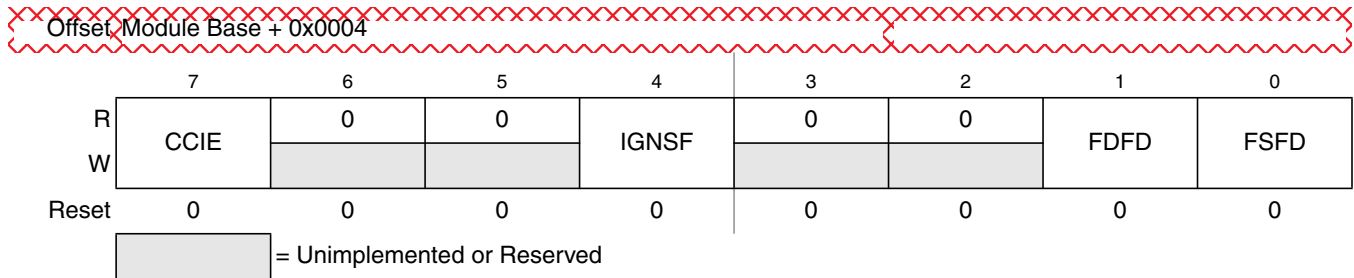 Offset Module Base + 0x0004
7 6 5 4 3 2 1 0
R CCIE 0 0 IGNSF 0 0 FDFD FSFD
W
Reset 0 0 0 0 0 0 0 0
= Unimplemented or Reserved